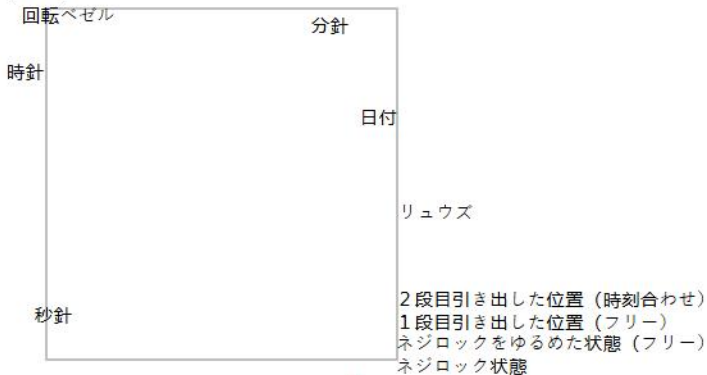 回転ベゼル
分針
時針
日付
リュウズ
2段目引き出した位置（時刻合わせ）
秒針
1段目引き出した位置（フリー）
ネジロックをゆるめた状態（フリー）
ネジロック状態